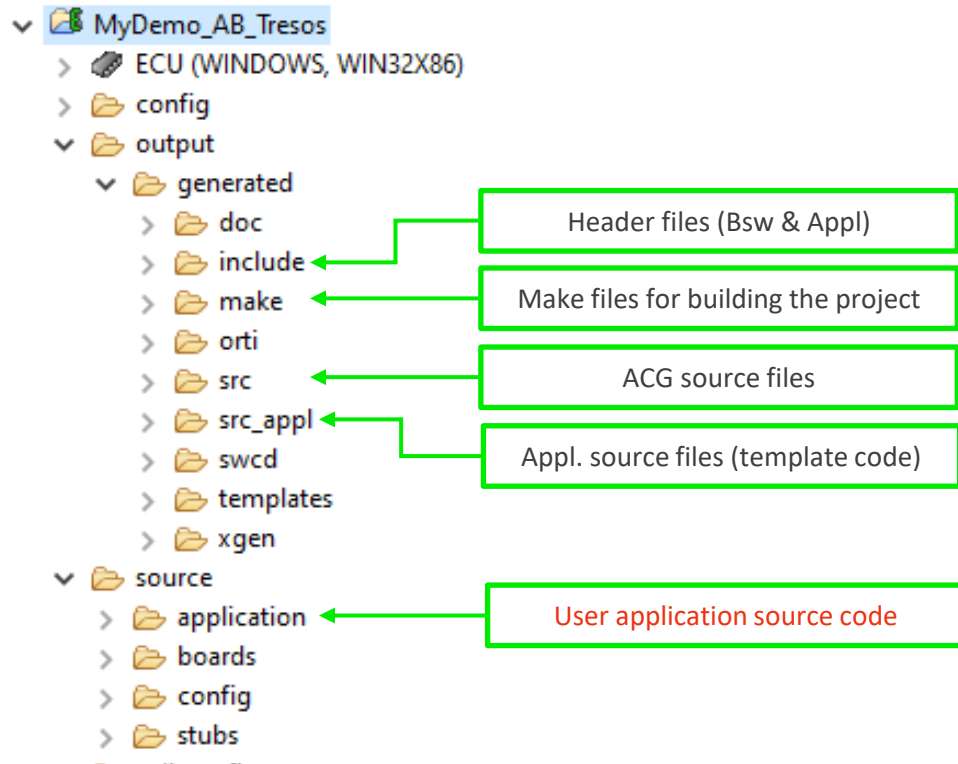 MyDemo_AB_Tresos
ECU (WINDOWS, WIN32X86)
config
output
generated
doc
Header files (Bsw & Appl)
include
make
Make files for building the project
orti
src
ACG source files
src_appl
Appl. source files (template code)
swcd
templates
xgen
source
application
User application source code
boards
config
stubs